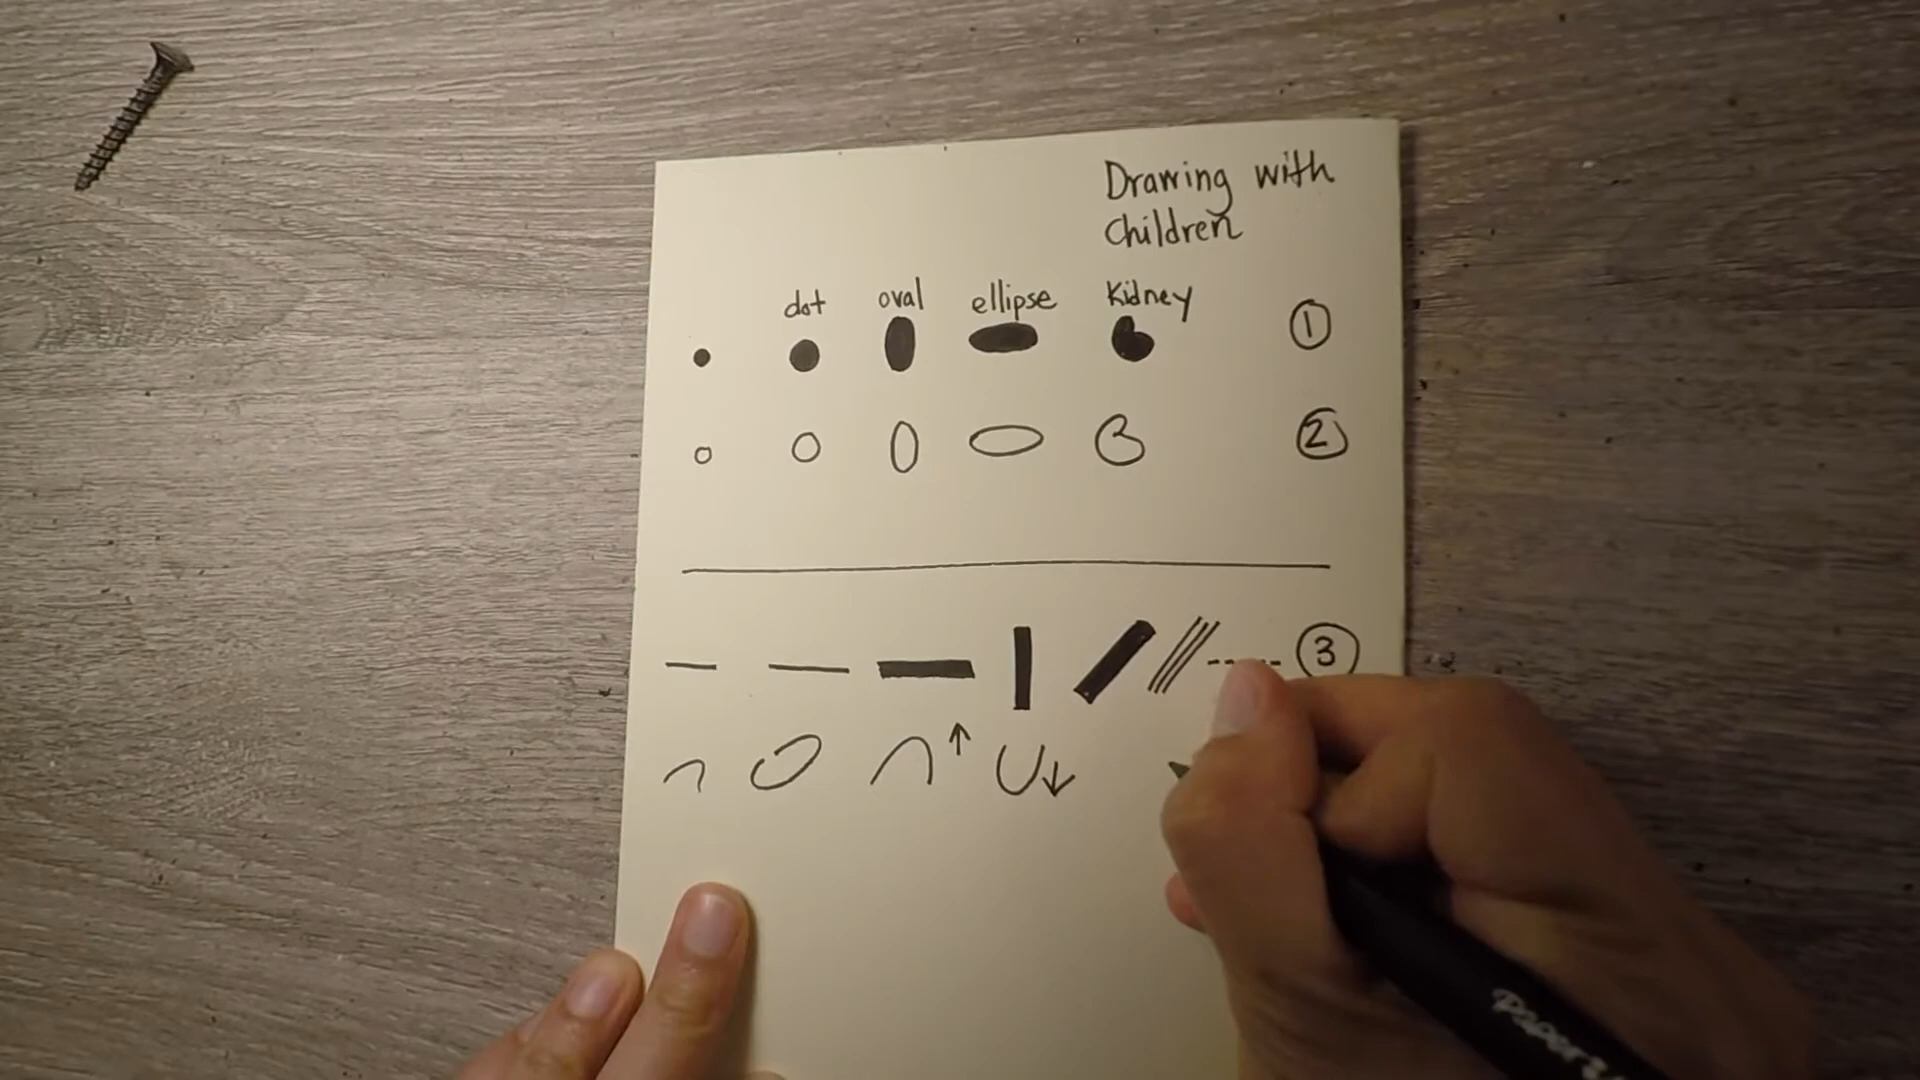 Drawing with
Children
dot oval ellipse Kidney
1
2
3